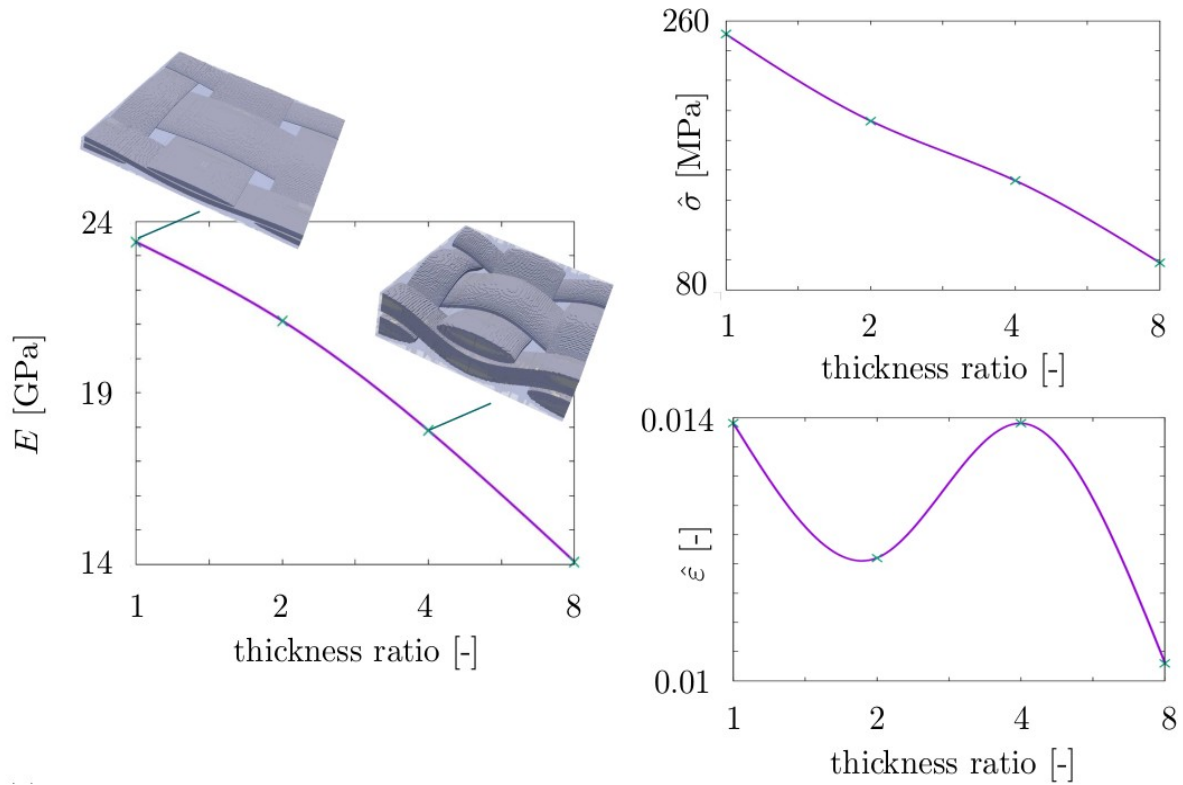 24
19
14
E [GPa]
1 2 4 8
thickness ratio [-]
260
80
σ̂ [MPa]
1 2 4 8
thickness ratio [-]
0.014
0.01
ε̂ [-]
1 2 4 8
thickness ratio [-]